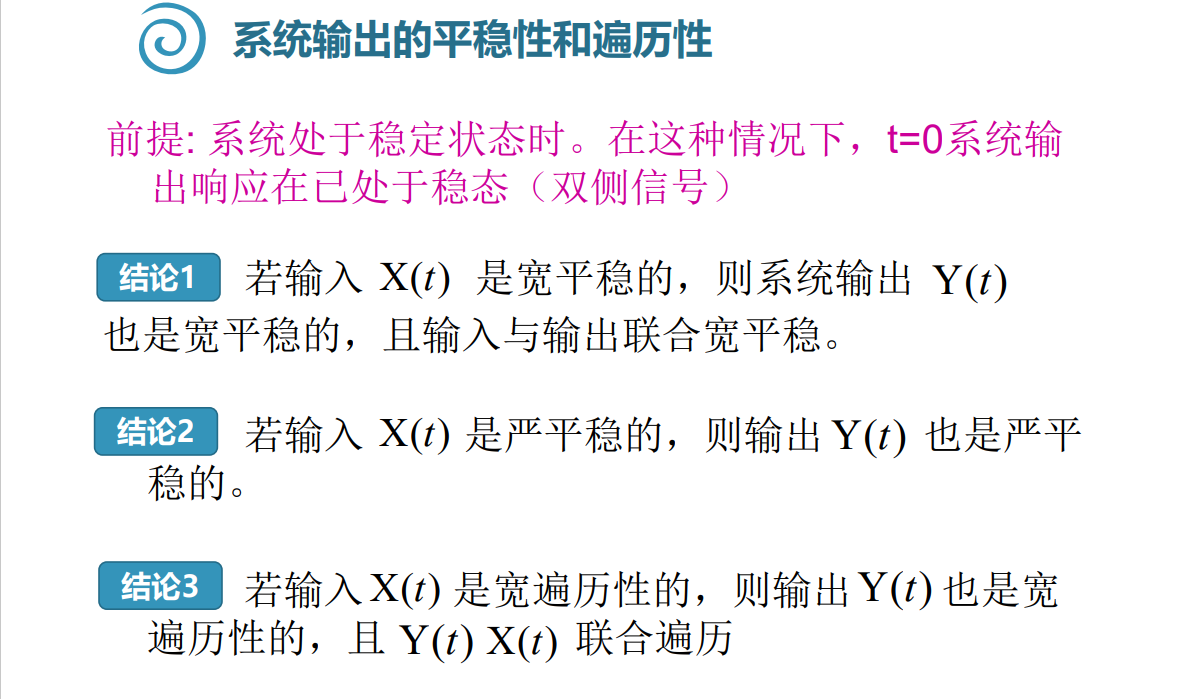 系统输出的平稳性和遍历性
前提: 系统处于稳定状态时。在这种情况下，t=0系统输
出响应在已处于稳态（双侧信号）
结论1 若输入 X(t) 是宽平稳的，则系统输出 Y(t)
也是宽平稳的，且输入与输出联合宽平稳。
结论2 若输入 X(t) 是严平稳的，则输出 Y(t) 也是严平
稳的。
结论3 若输入 X(t) 是宽遍历性的，则输出 Y(t) 也是宽
遍历性的，且 Y(t) X(t) 联合遍历